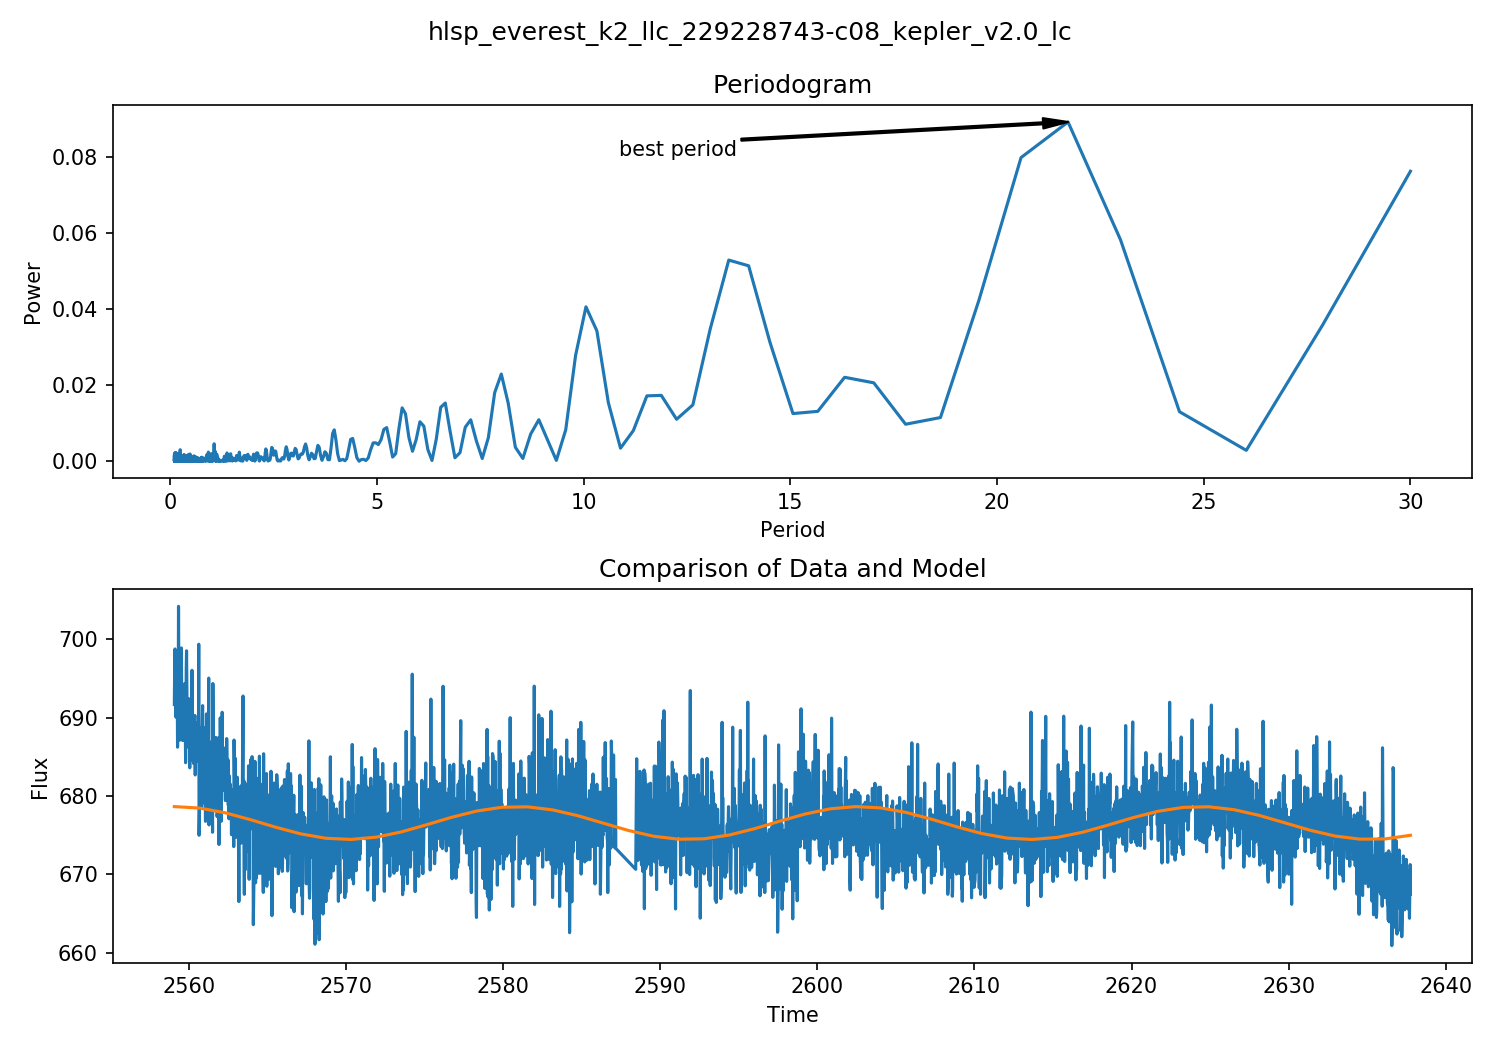 hlsp_everest_k2_llc_229228743-c08_kepler_v2.0_lc
Periodogram
best period
Power
0.08
0.06
0.04
0.02
0.00
0 5 10 15 20 25 30
Period
Comparison of Data and Model
Flux
700
690
680
670
660
2560 2570 2580 2590 2600 2610 2620 2630 2640
Time